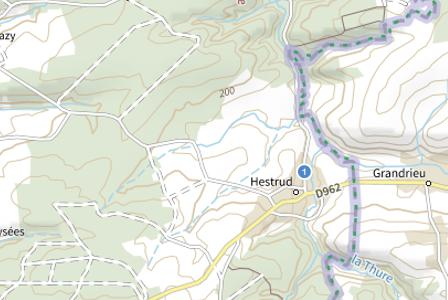 azy
200
1
Hestrud
D962
Grandrieu
ysées
la Thure